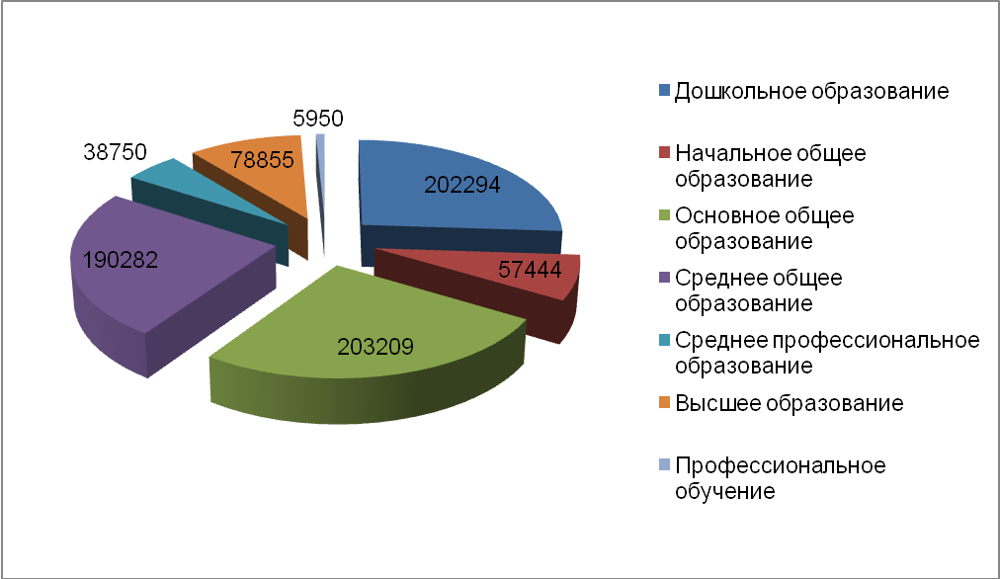 5950
38750
78855
202294
190282
57444
203209
Дошкольное образование
Начальное общее
образование
Основное общее
образование
Среднее общее
образование
Среднее профессиональное
образование
Высшее образование
Профессиональное
обучение